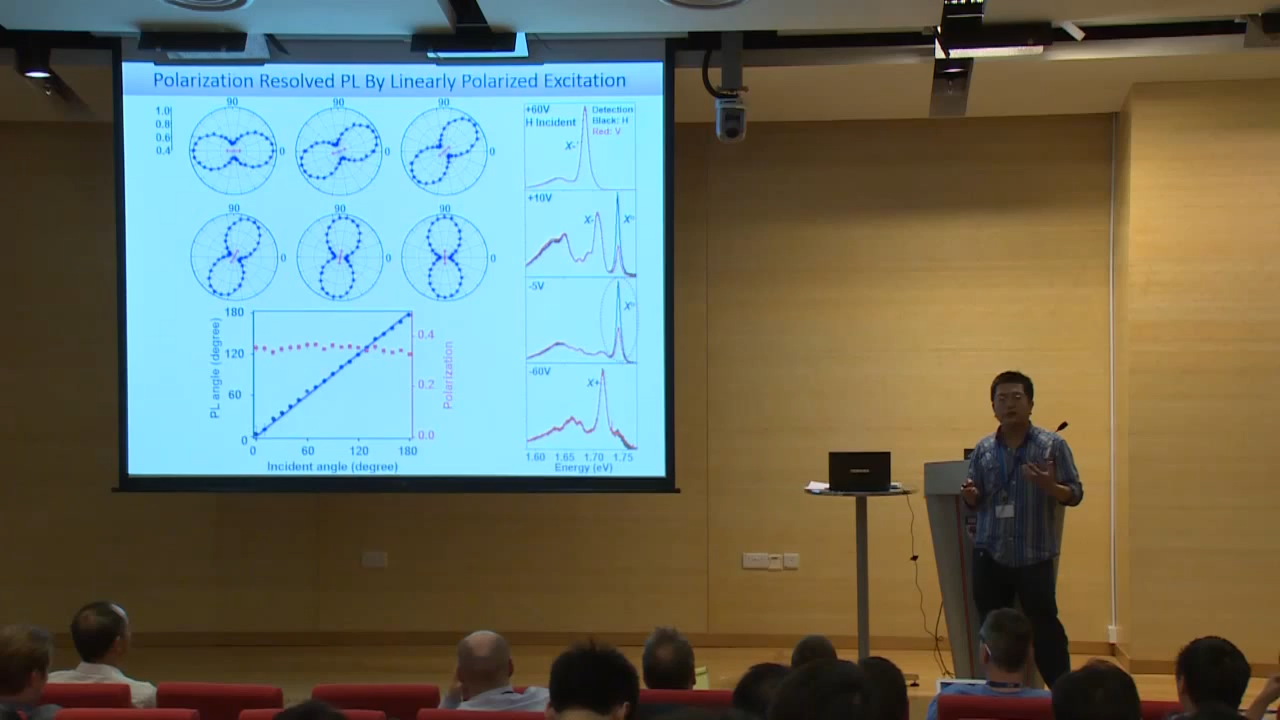 Polarization Resolved PL By Linearly Polarized Excitation
1.0
0.8
0.6
0.4
90
0
90
0
90
0
90
0
90
0
90
0
180
120
60
0
PL angle (degree)
0
60
120
180
Incident angle (degree)
0.4
0.2
0.0
Polarization
+60V
H Incident
Detection
Black: H
Red: V
+10V
X-
X⁰
-5V
X⁰
-60V
X+
1.60 1.65 1.70 1.75
Energy (eV)